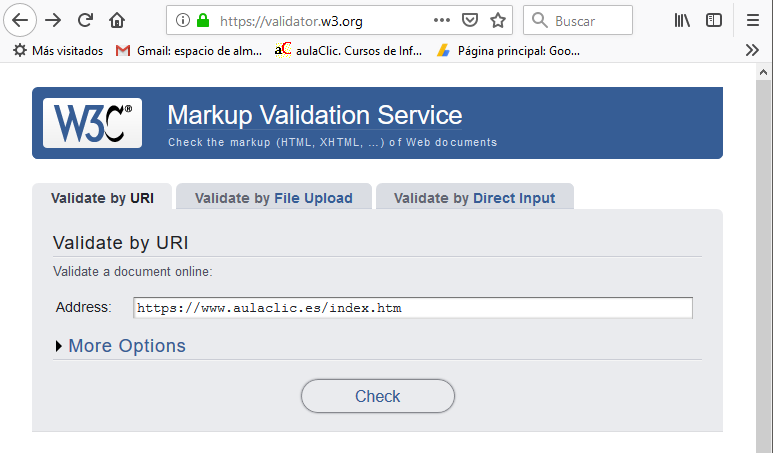 https://validator.w3.org
Buscar
Más visitados
Gmail: espacio de alm...
aC aulaClic. Cursos de Inf...
Página principal: Goo...
W3C®
Markup Validation Service
Check the markup (HTML, XHTML, ...) of Web documents
Validate by URI
Validate by File Upload
Validate by Direct Input
Validate by URI
Validate a document online:
Address: https://www.aulaclic.es/index.htm
More Options
Check